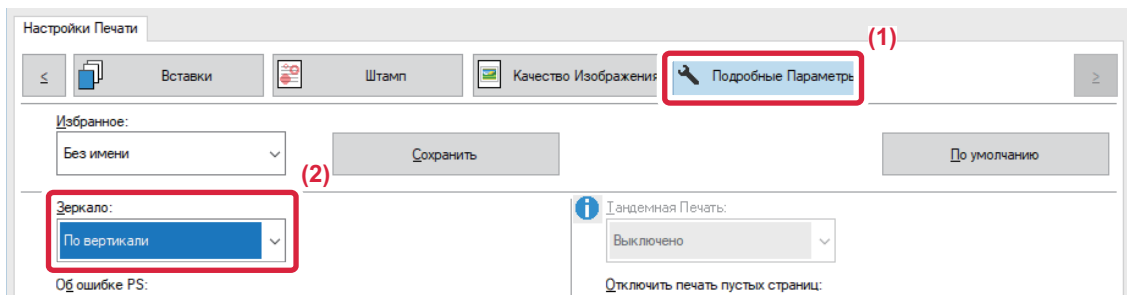 Настройки Печати
(1)
< Вставки Штамп Качество Изображения Подробные Параметры >
Избранное:
Без имени Сохранить По умолчанию
(2)
Зеркало: Тандемная Печать:
По вертикали Выключено
Об ошибке PS: Отключить печать пустых страниц: